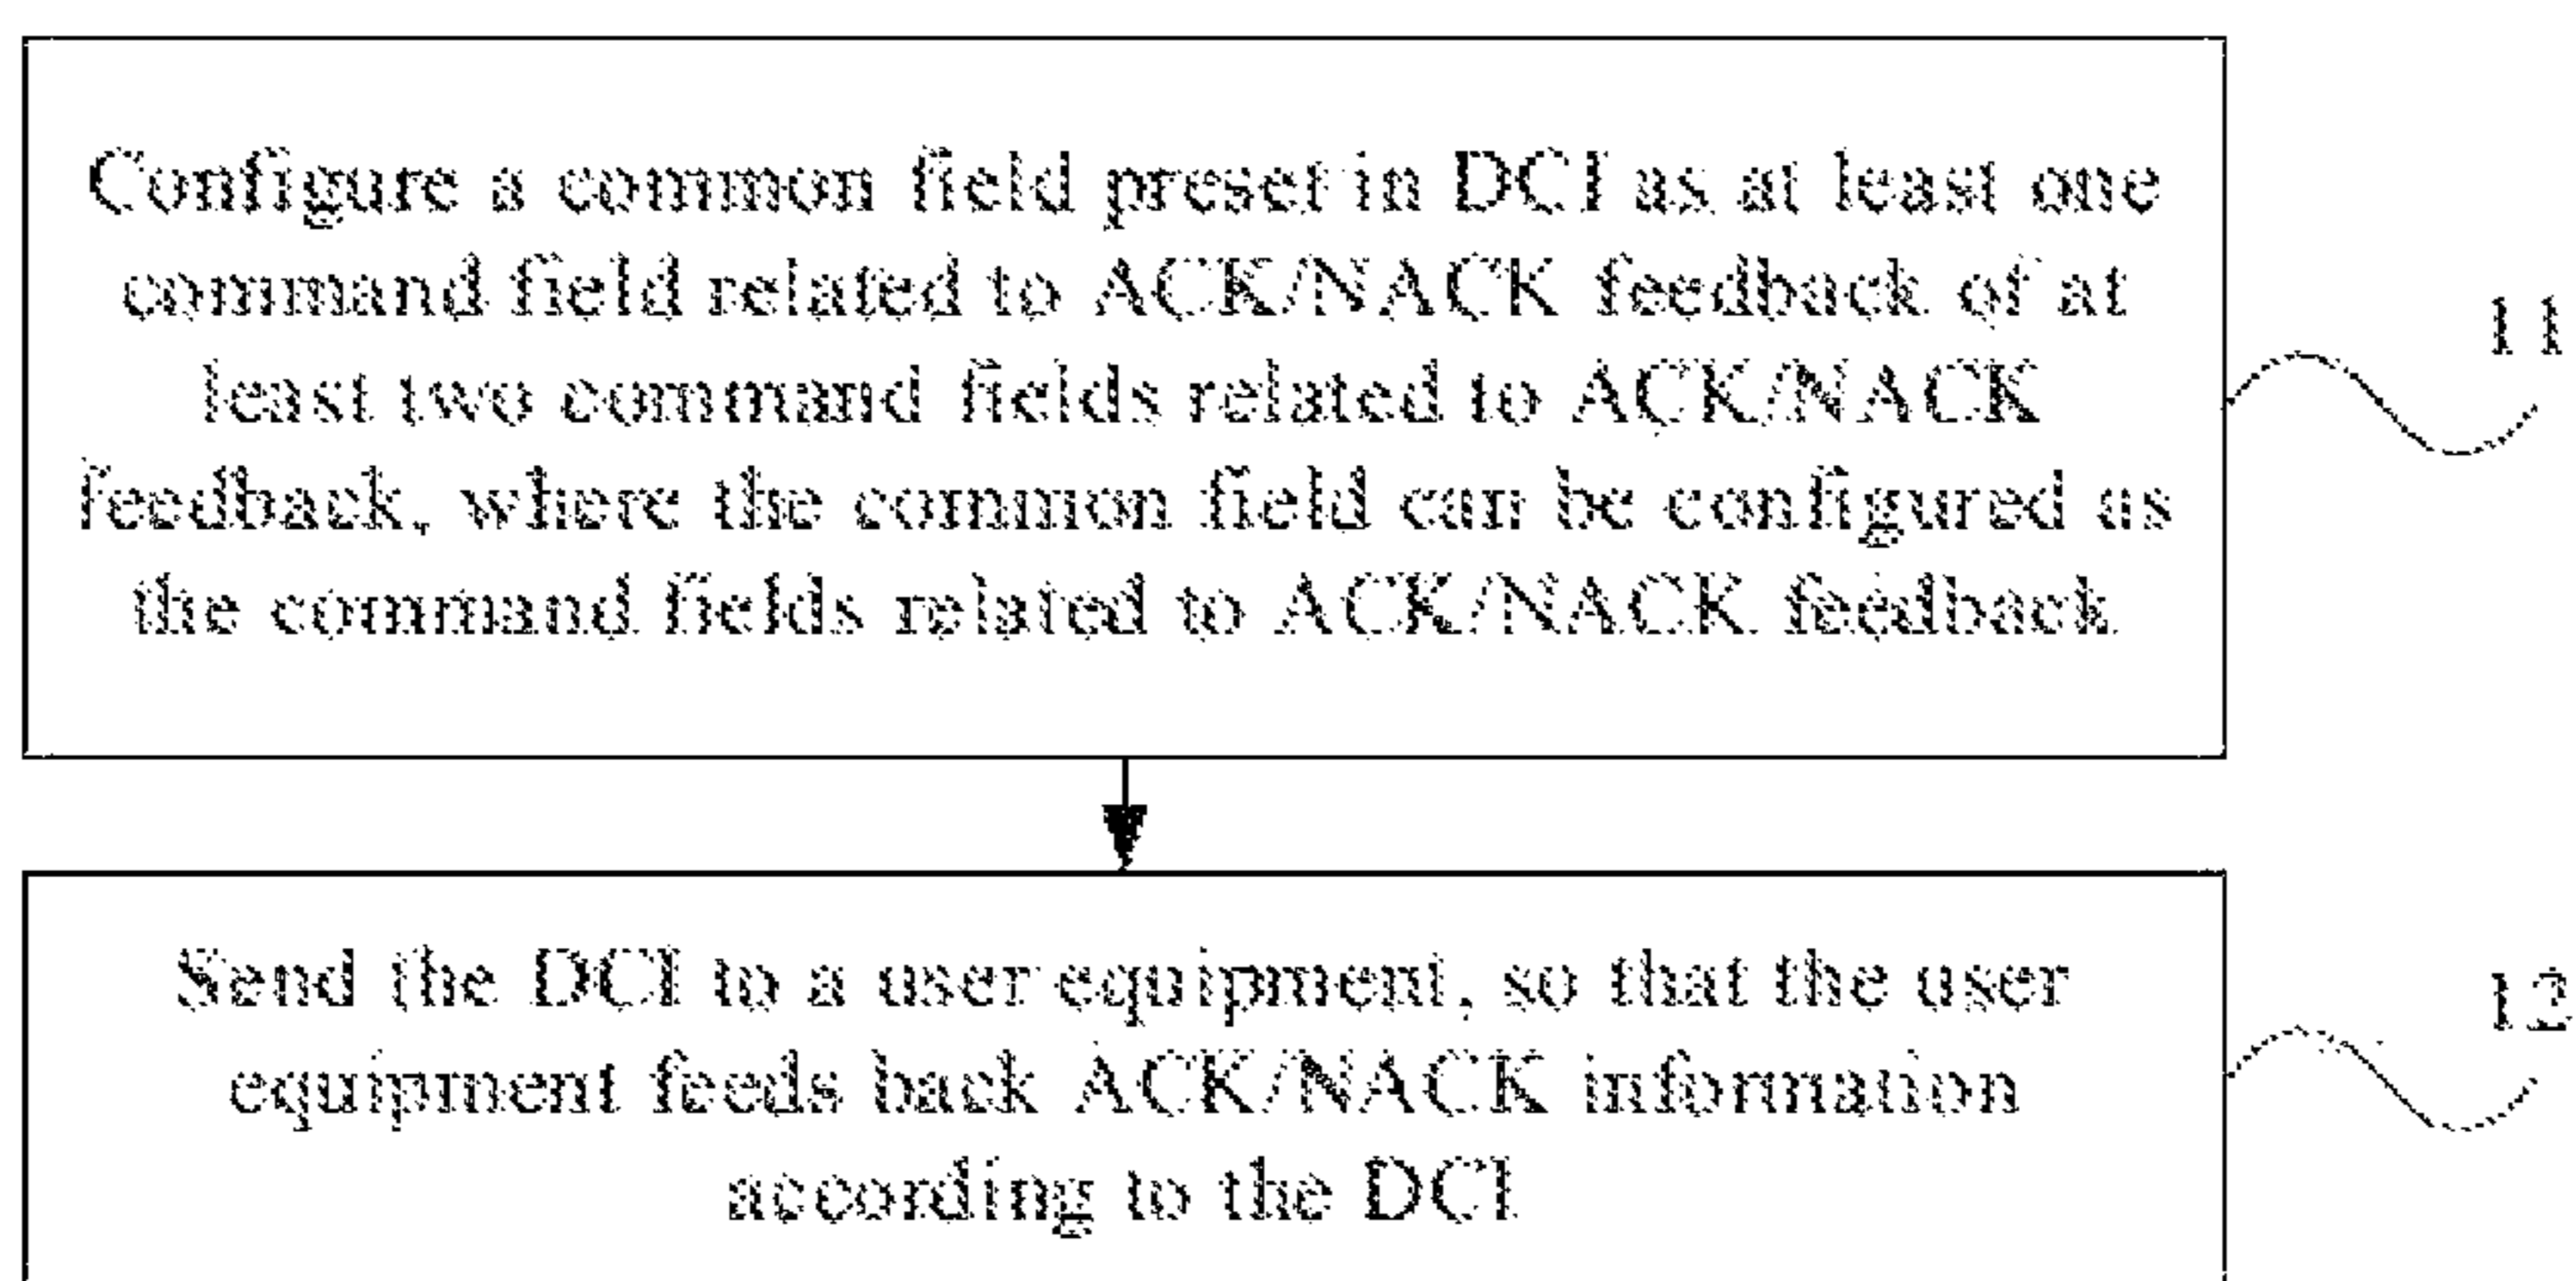 Configure a common field preset in DCI as at least one
command field related to ACK/NACK feedback of at
least two command fields related to ACK/NACK
feedback, where the common field can be configured as
the command fields related to ACK/NACK feedback
11
Send the DCI to a user equipment, so that the user
equipment feeds back ACK/NACK information
according to the DCI
12